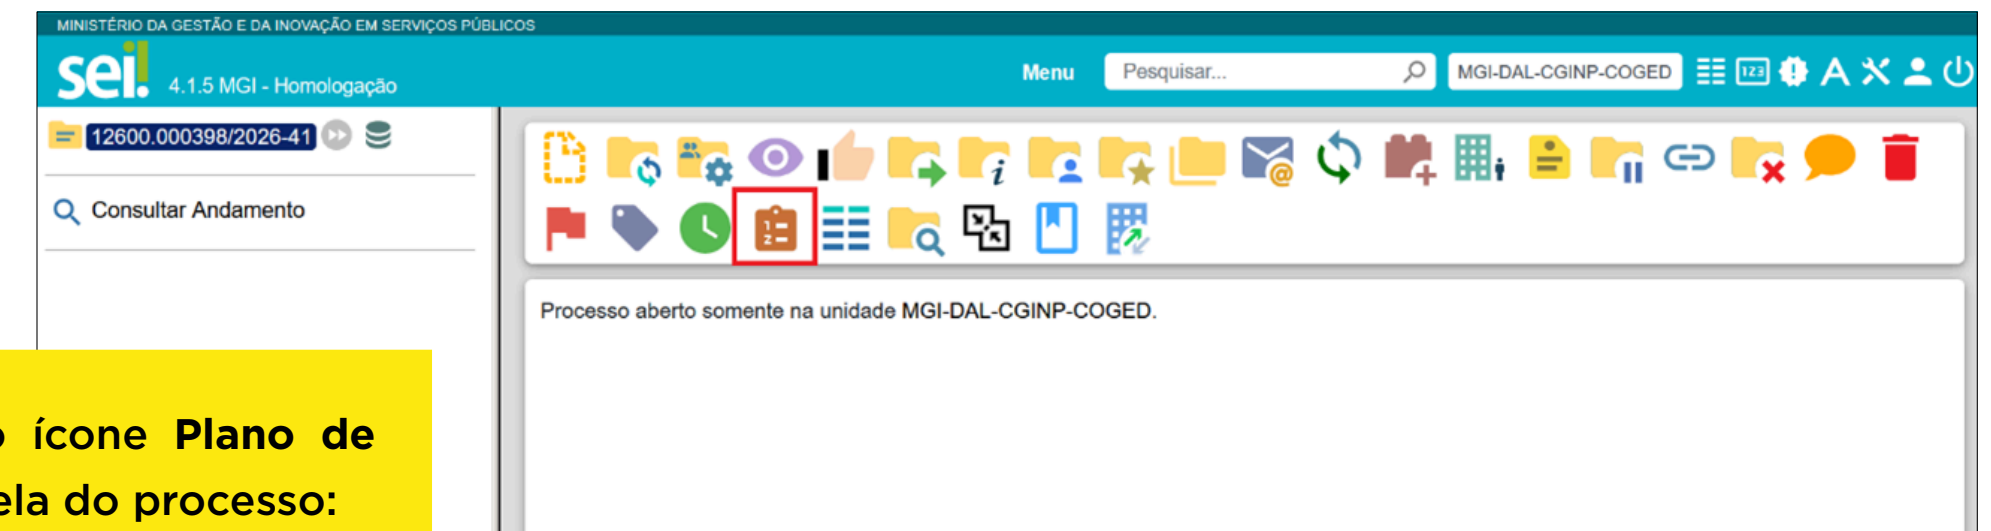 MINISTÉRIO DA GESTÃO E DA INOVAÇÃO EM SERVIÇOS PÚBLICOS
sei! 4.1.5 MGI - Homologação
Menu Pesquisar... MGI-DAL-CGINP-COGED 123
12600.000398/2026-41
Consultar Andamento
Processo aberto somente na unidade MGI-DAL-CGINP-COGED.
o ícone Plano de
ela do processo: